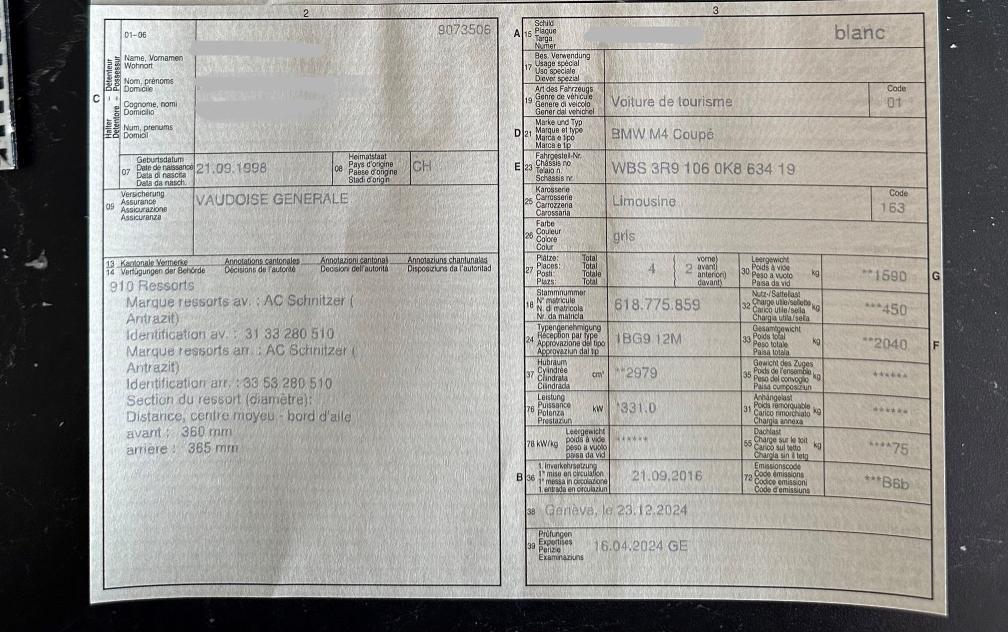 2
01-06
9073506
C
Halter Détenteur
Detentore Possessur
Name, Vornamen
Wohnort
Nom, prénoms
Domicile
Cognome, nomi
Domicilio
Num, prenums
Domicil
07
Geburtsdatum
Date de naissance
Data di nascita
Data da nasch.
21.09.1998
08
Heimatstaat
Pays d'origine
Paese d'origine
Stadi d'origin
CH
09
Versicherung
Assurance
Assicurazione
Assicuranza
VAUDOISE GENERALE
13 Kantonale Vermerke Annotations cantonales Annotazioni cantonali Annotaziuns chantunalas
14 Verfügungen der Behörde Décisions de l'autorité Decisioni dell'autorità Disposiziuns da l'autoritad
910 Ressorts
Marque ressorts av. : AC Schnitzer (
Antrazit)
Identification av. : 31 33 280 510
Marque ressorts arr. : AC Schnitzer (
Antrazit)
Identification arr. : 33 53 280 510
Section du ressort (diamètre):
Distance, centre moyeu - bord d'aile
avant : 360 mm
arrière : 365 mm
3
A 15
Schild
Plaque
Targa
Numer
blanc
17
Bes. Verwendung
Usage spécial
Uso speciale
Diever spezial
19
Art des Fahrzeugs
Genre de véhicule
Genere di veicolo
Gener dal vehichel
Voiture de tourisme
Code
01
D 21
Marke und Typ
Marque et type
Marca e tipo
Marca e tip
BMW M4 Coupé
E 23
Fahrgestell-Nr.
Châssis no
Telaio n.
Schassis nr.
WBS 3R9 106 0K8 634 19
25
Karosserie
Carrosserie
Carrozzeria
Carossaria
Limousine
Code
163
26
Farbe
Couleur
Colore
Colur
gris
27
Plätze: Total
Places: Total
Posti: Totale
Plazs: Totale
4
2
vorne)
avant)
anteriori)
davant)
30
Leergewicht
Poids à vide
Peso a vuoto
Paisa da vid
kg
**1590
G
18
Stammnummer
N° matricule
N. di matricola
Nr. da matricla
618.775.859
32
Nutz-/Sattellast
Charge utile/sellette
Carico utile/sella
Chargia utila/sella
kg
***450
24
Typengenehmigung
Réception par type
Approvazione del tipo
Approvaziun dal tip
1BG9 12M
33
Gesamtgewicht
Poids total
Peso totale
Paisa totala
kg
**2040
F
37
Hubraum
Cylindrée
Cilindrata
Cilindrada
cm³
**2979
35
Gewicht des Zuges
Poids de l'ensemble
Peso del convoglio
Paisa cumposiziun
kg
******
76
Leistung
Puissance
Potenza
Prestaziun
kW
*331.0
31
Anhängelast
Poids remorquable
Carico rimorchiato
Chargia annexa
kg
******
78 kW/kg
Leergewicht
poids à vide
peso a vuoto
paisa da vid
******
55
Dachlast
Charge sur le toit
Carico sul tetto
Chargia sin il tetg
kg
****75
B 36
1. Inverkehrsetzung
1re mise en circulation
1a messa in circolazione
1. entrada en circulaziun
21.09.2016
72
Emissionscode
Code émissions
Codice emissioni
Code d'emissiuns
***B6b
38
Genève, le 23.12.2024
39
Prüfungen
Expertises
Perizie
Examinaziuns
16.04.2024 GE